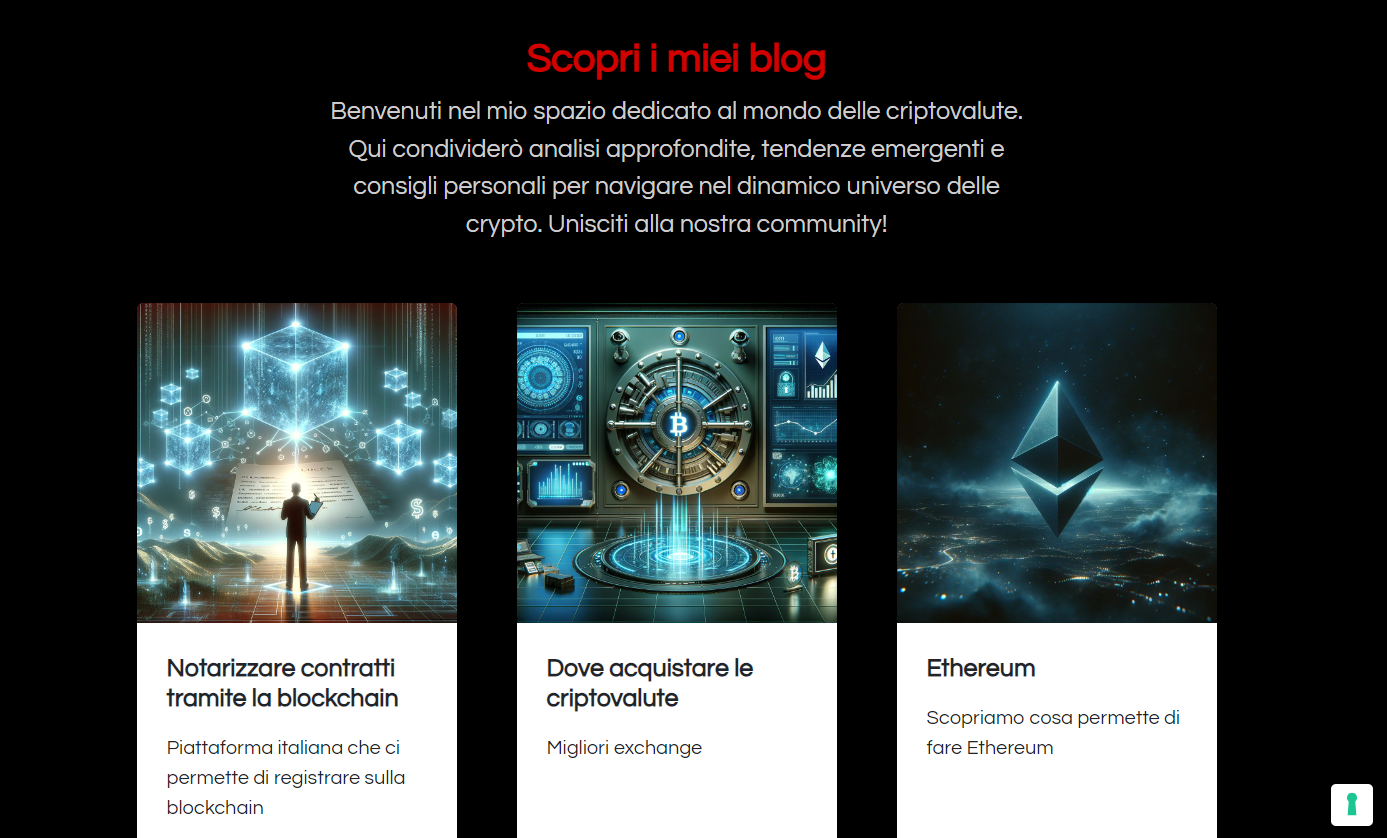 Scopri i miei blog
Benvenuti nel mio spazio dedicato al mondo delle criptovalute.
Qui condividerò analisi approfondite, tendenze emergenti e
consigli personali per navigare nel dinamico universo delle
crypto. Unisciti alla nostra community!
Notarizzare contratti
tramite la blockchain
Piattaforma italiana che ci
permette di registrare sulla
blockchain
Dove acquistare le
criptovalute
Migliori exchange
Ethereum
Scopriamo cosa permette di
fare Ethereum